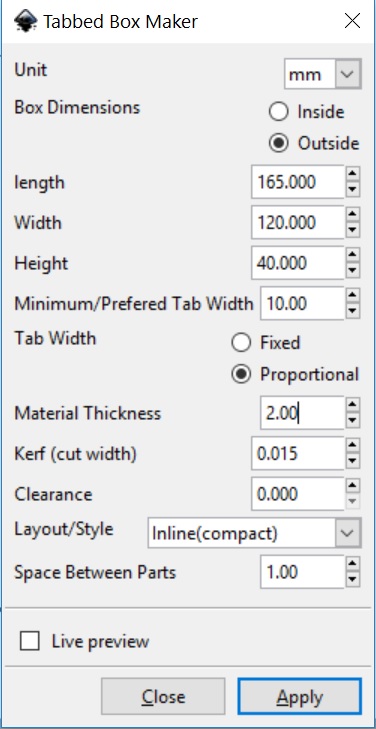 Tabbed Box Maker
Unit mm
Box Dimensions Inside
Outside
length 165.000
Width 120.000
Height 40.000
Minimum/Prefered Tab Width 10.00
Tab Width Fixed
Proportional
Material Thickness 2.00
Kerf (cut width) 0.015
Clearance 0.000
Layout/Style Inline(compact)
Space Between Parts 1.00
Live preview
Close Apply